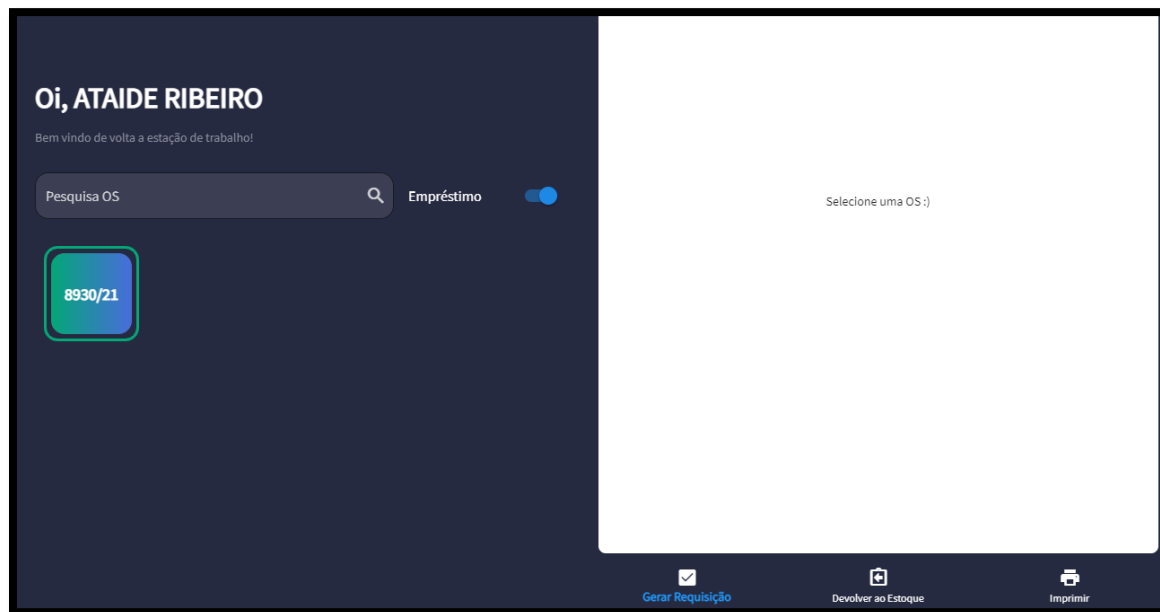 Oi, ATAIDE RIBEIRO
Bem vindo de volta a estação de trabalho!
Pesquisa OS
Empréstimo
8930/21
Selecione uma OS :)
Gerar Requisição
Devolver ao Estoque
Imprimir